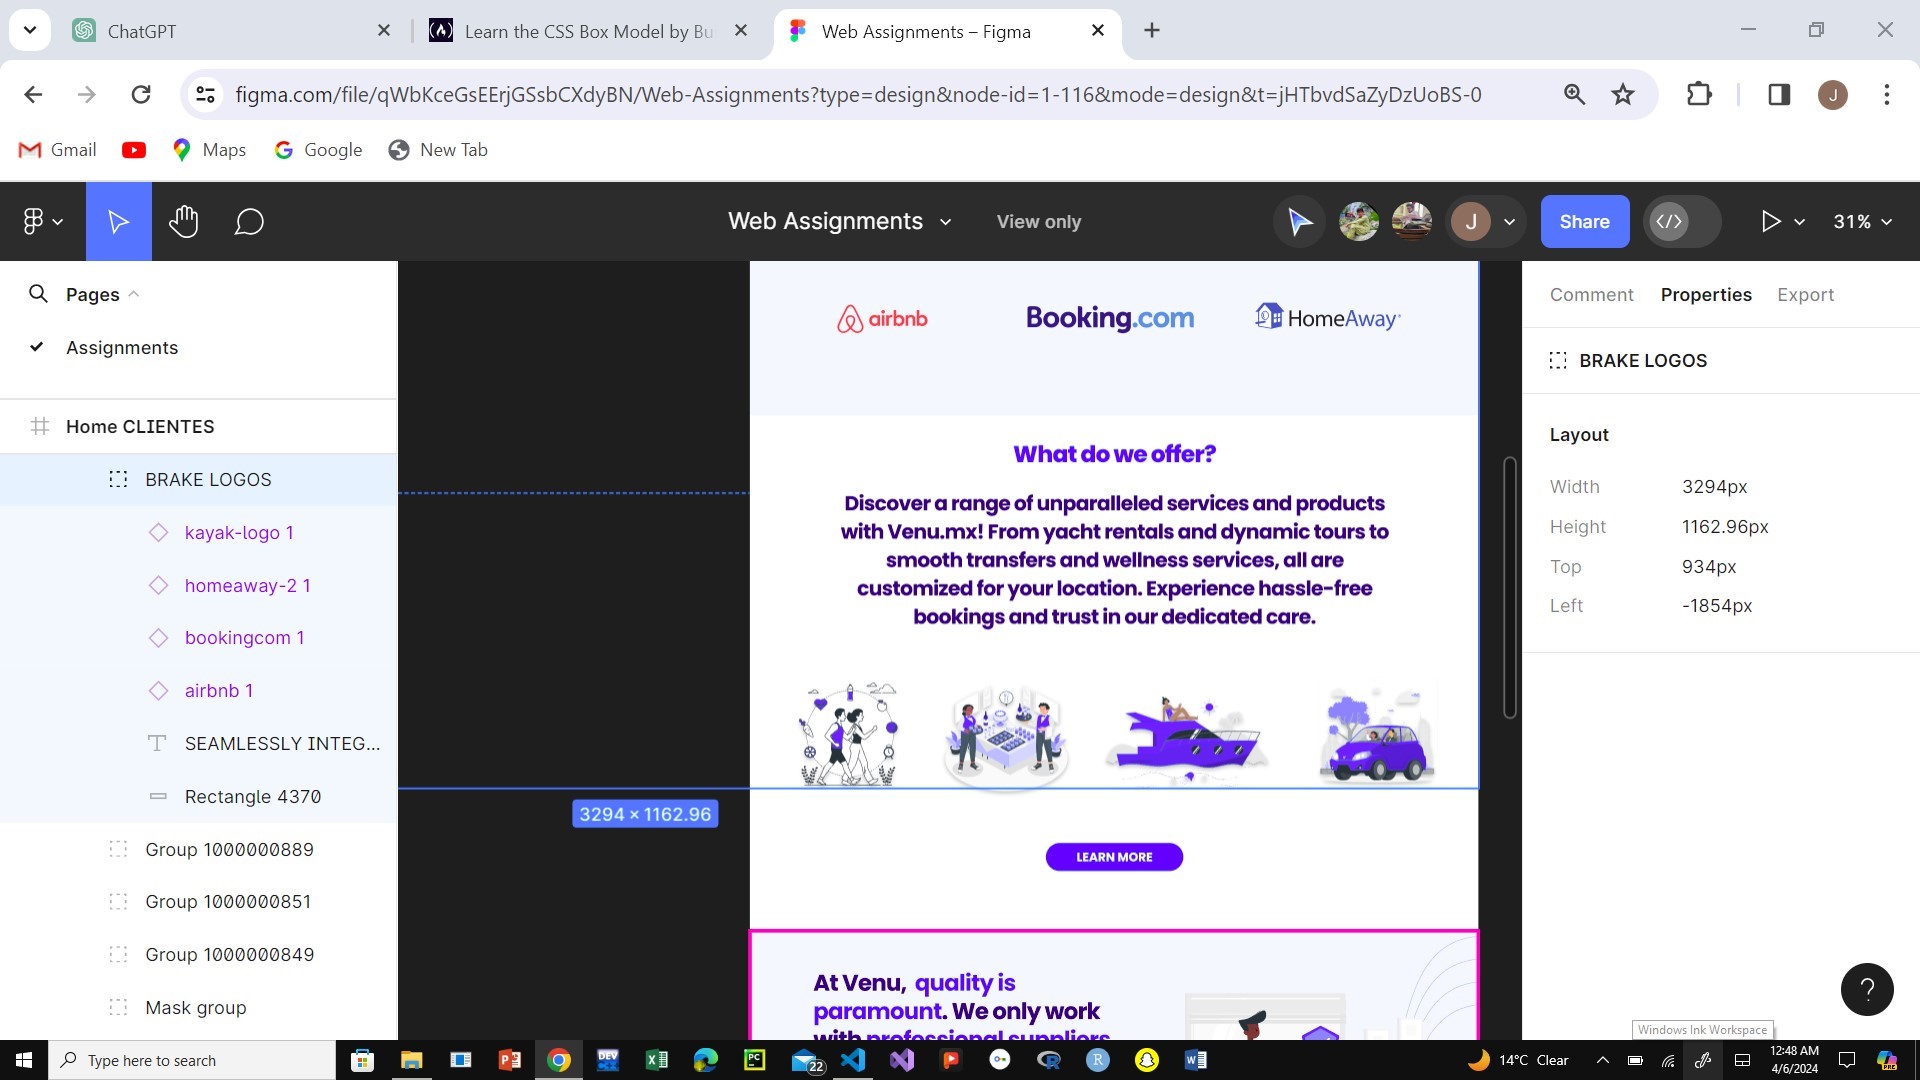 ChatGPT
Learn the CSS Box Model by Bu
Web Assignments – Figma
figma.com/file/qWbKceGsEErjGSsbCXdyBN/Web-Assignments?type=design&node-id=1-116&mode=design&t=jHTbvdSaZyDzUoBS-0
J
Gmail
Maps
Google
New Tab
Web Assignments
View only
J
Share
31%
Pages
Assignments
Home CLIENTES
BRAKE LOGOS
kayak-logo 1
homeaway-2 1
bookingcom 1
airbnb 1
SEAMLESSLY INTEG...
Rectangle 4370
Group 1000000889
Group 1000000851
Group 1000000849
Mask group
airbnb
Booking.com
HomeAway
What do we offer?
Discover a range of unparalleled services and products
with Venu.mx! From yacht rentals and dynamic tours to
smooth transfers and wellness services, all are
customized for your location. Experience hassle-free
bookings and trust in our dedicated care.
3294 × 1162.96
LEARN MORE
At Venu, quality is
paramount. We only work
with professional suppliers
Comment
Properties
Export
BRAKE LOGOS
Layout
Width 3294px
Height 1162.96px
Top 934px
Left -1854px
?
Windows Ink Workspace
Type here to search
22
14°C Clear
12:48 AM
4/6/2024